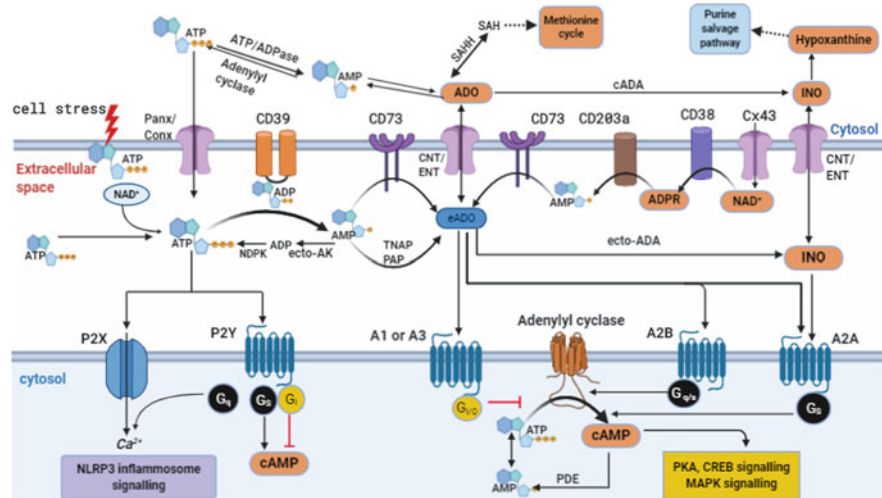 SAH
Methionine
cycle
Purine
salvage
pathway
Hypoxanthine
ATP
ATP/ADPase
Adenylyl
cyclase
SAHH
AMP
ADO
cADA
INO
cell stress
Panx/
Conx
CD39
CD73
CNT/
ENT
CD73
CD203a
CD38
Cx43
Cytosol
CNT/
ENT
Extracellular
space
ATP
ADP
NAD+
AMP
ADPR
NAD+
eADO
ATP
ATP
NDPK
ADP
ecto-AK
AMP
TNAP
PAP
ecto-ADA
INO
P2X
P2Y
A1 or A3
Adenylyl cyclase
A2B
A2A
cytosol
Gq
Gs
Gi
Gi/o
Gq/s
Gs
Ca2+
cAMP
ATP
cAMP
AMP
PDE
NLRP3 inflammosome
signalling
PKA, CREB signalling
MAPK signalling